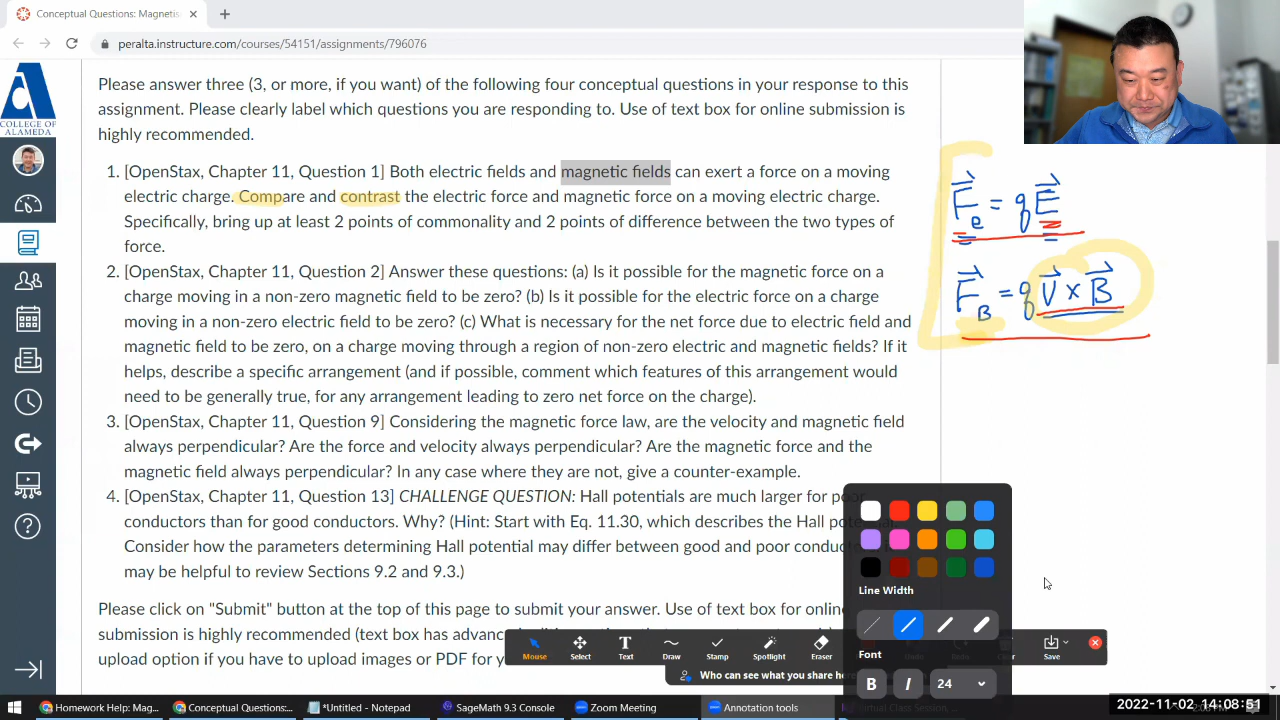 Conceptual Questions: Magnetis
peralta.instructure.com/courses/54151/assignments/796076
COLLEGE OF
ALAMEDA
Please answer three (3, or more, if you want) of the following four conceptual questions in your response to this
assignment. Please clearly label which questions you are responding to. Use of text box for online submission is
highly recommended.
1. [OpenStax, Chapter 11, Question 1] Both electric fields and magnetic fields can exert a force on a moving
electric charge. Compare and contrast the electric force and magnetic force on a moving electric charge.
Specifically, bring up at least 2 points of commonality and 2 points of difference between the two types of
force.
2. [OpenStax, Chapter 11, Question 2] Answer these questions: (a) Is it possible for the magnetic force on a
charge moving in a non-zero magnetic field to be zero? (b) Is it possible for the electric force on a charge
moving in a non-zero electric field to be zero? (c) What is necessary for the net force due to electric field and
magnetic field to be zero, on a charge moving through a region of non-zero electric and magnetic fields? If it
helps, describe a specific arrangement (and if possible, comment which features of this arrangement would
need to be generally true, for any arrangement leading to zero net force on the charge).
3. [OpenStax, Chapter 11, Question 9] Considering the magnetic force law, are the velocity and magnetic field
always perpendicular? Are the force and velocity always perpendicular? Are the magnetic force and the
magnetic field always perpendicular? In any case where they are not, give a counter-example.
4. [OpenStax, Chapter 11, Question 13] CHALLENGE QUESTION: Hall potentials are much larger for poor
conductors than for good conductors. Why? (Hint: Start with Eq. 11.30, which describes the Hall
Consider how the parameters determining Hall potential may differ between good and poor
may be helpful to review Sections 9.2 and 9.3.)
Please click on "Submit" button at the top of this page to submit your answer. Use of text box for online
submission is highly recommended (text box has
upload option if you have to upload images or PDF for
F⃗e = qE⃗
F⃗B = qV⃗ × B⃗
Line Width
Font
B I 24
Mouse Select Text Draw Stamp Spotlight Eraser Save
Who can see what you share
Homework Help: Mag... Conceptual Questions:... *Untitled - Notepad SageMath 9.3 Console Zoom Meeting Annotation tools
2022-11-02 14:08:51